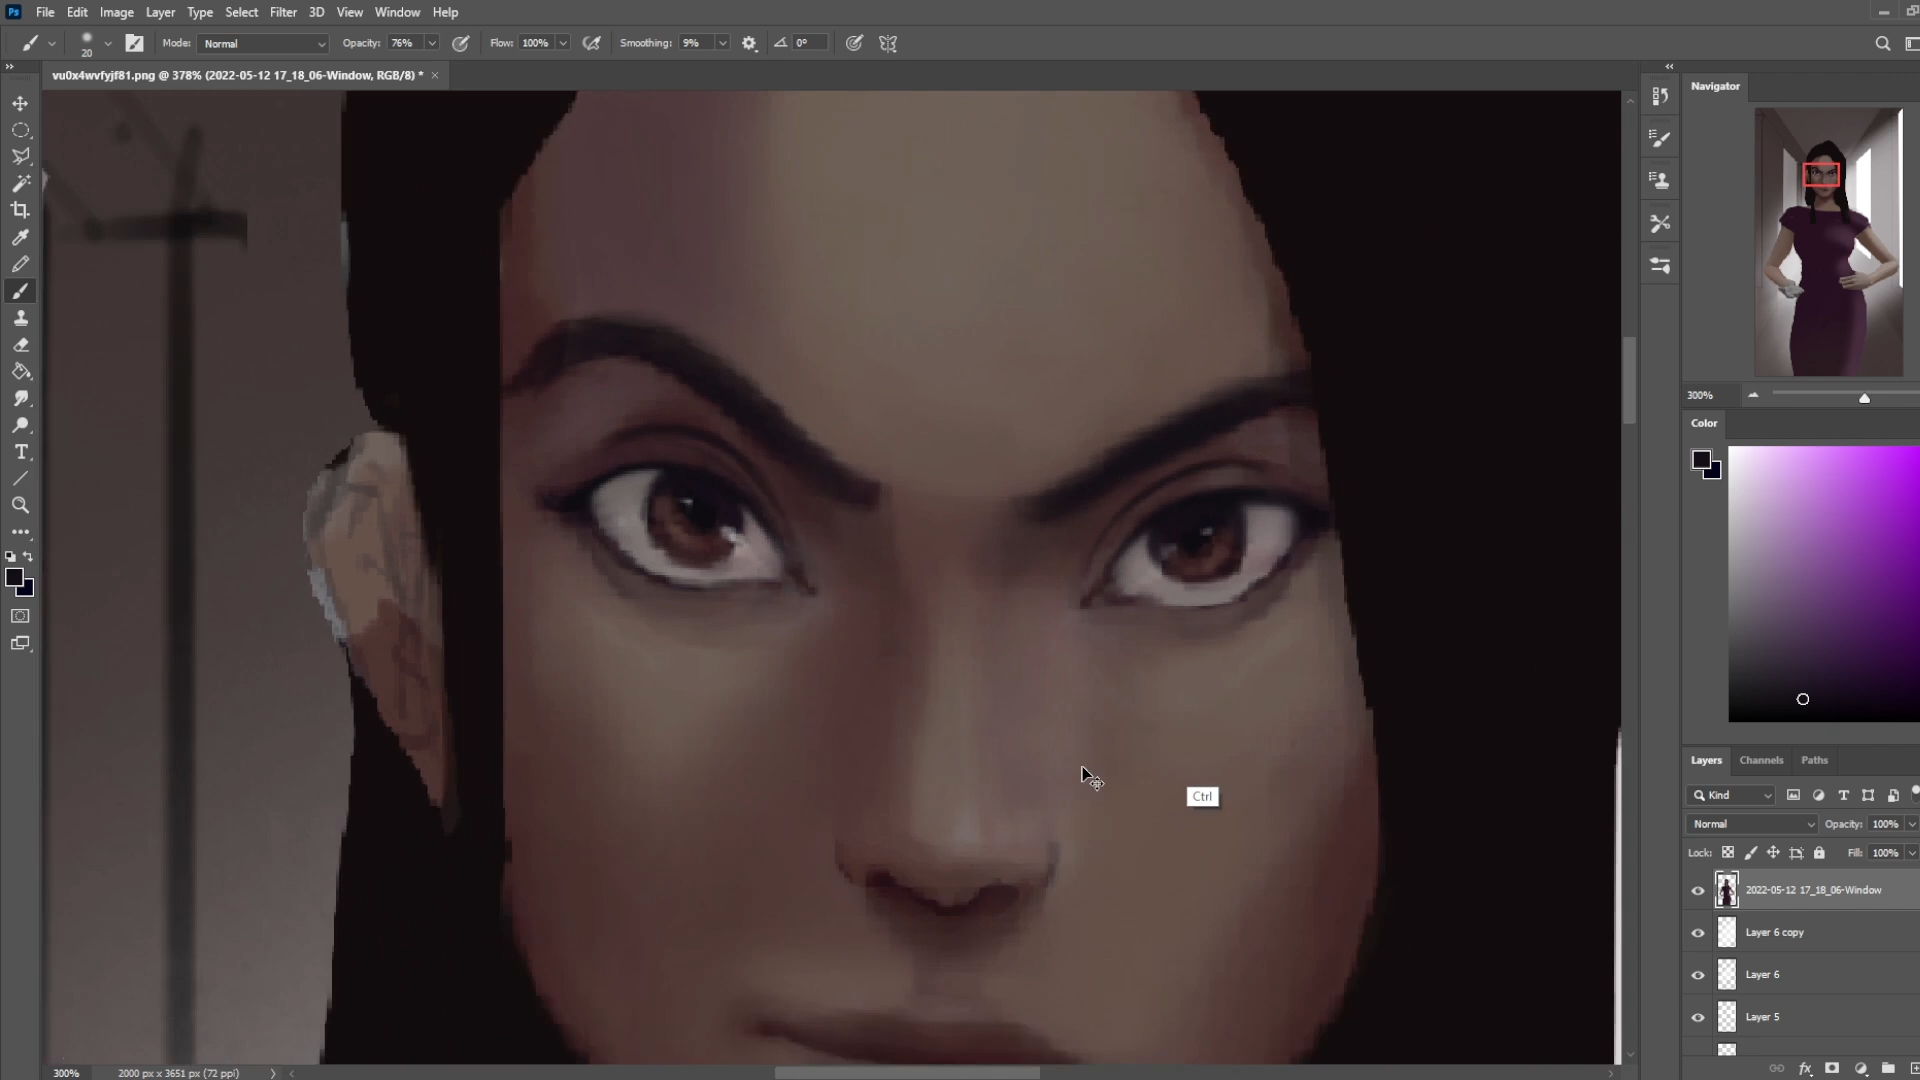 Ps File Edit Image Layer Type Select Filter 3D View Window Help
20 Mode: Normal Opacity: 76% Flow: 100% Smoothing: 9% 0°
vu0x4wvfyjf81.png @ 378% (2022-05-12 17_18_06-Window, RGB/8) * ×
Navigator
300%
Color
Ctrl
Layers Channels Paths
Kind
Normal Opacity: 100%
Lock: Fill: 100%
2022-05-12 17_18_06-Window
Layer 6 copy
Layer 6
Layer 5
fx
300% 2000 px x 3651 px (72 ppi)